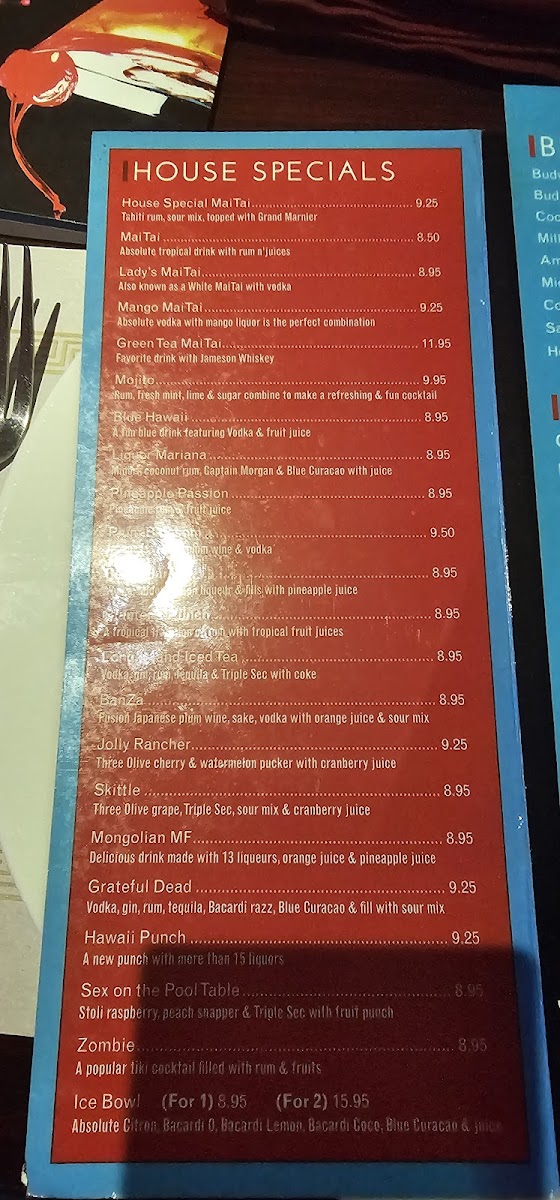 HOUSE SPECIALS
House Special MaiTai 9.25
Tahiti rum, sour mix, topped with Grand Marnier
MaiTai 8.50
Absolute tropical drink with rum n'juices
Lady's MaiTai 8.95
Also known as a White MaiTai with vodka
Mango MaiTai 9.25
Absolute vodka with mango liquor is the perfect combination
Green Tea MaiTai 11.95
Favorite drink with Jameson Whiskey
Mojito 9.95
Rum, fresh mint, lime & sugar combine to make a refreshing & fun cocktail
Blue Hawaii 8.95
A fun blue drink featuring Vodka & fruit juice
Liquor Mariana 8.95
coconut rum, Captain Morgan & Blue Curacao with juice
Pineapple Passion 8.95
Pineapple fruit juice
9.50
wine & vodka
8.95
liqueur & fills with pineapple juice
8.95
A tropical with tropical fruit juices
Long Island Iced Tea 8.95
Vodka, gin, rum, tequila & Triple Sec with coke
BanZa 8.95
Fusion Japanese plum wine, sake, vodka with orange juice & sour mix
Jolly Rancher 9.25
Three Olive cherry & watermelon pucker with cranberry juice
Skittle 8.95
Three Olive grape, Triple Sec, sour mix & cranberry juice
Mongolian MF 8.95
Delicious drink made with 13 liqueurs, orange juice & pineapple juice
Grateful Dead 9.25
Vodka, gin, rum, tequila, Bacardi razz, Blue Curacao & fill with sour mix
Hawaii Punch 9.25
A new punch with more than 15 liquors
Sex on the Pool Table 8.95
Stoli raspberry, peach snapper & Triple Sec with fruit punch
Zombie 8.95
A popular tiki cocktail filled with rum & fruits
Ice Bowl (For 1) 8.95 (For 2) 15.95
Absolute Citron, Bacardi O, Bacardi Lemon, Bacardi Coco, Blue Curacao & juice
B
Bud